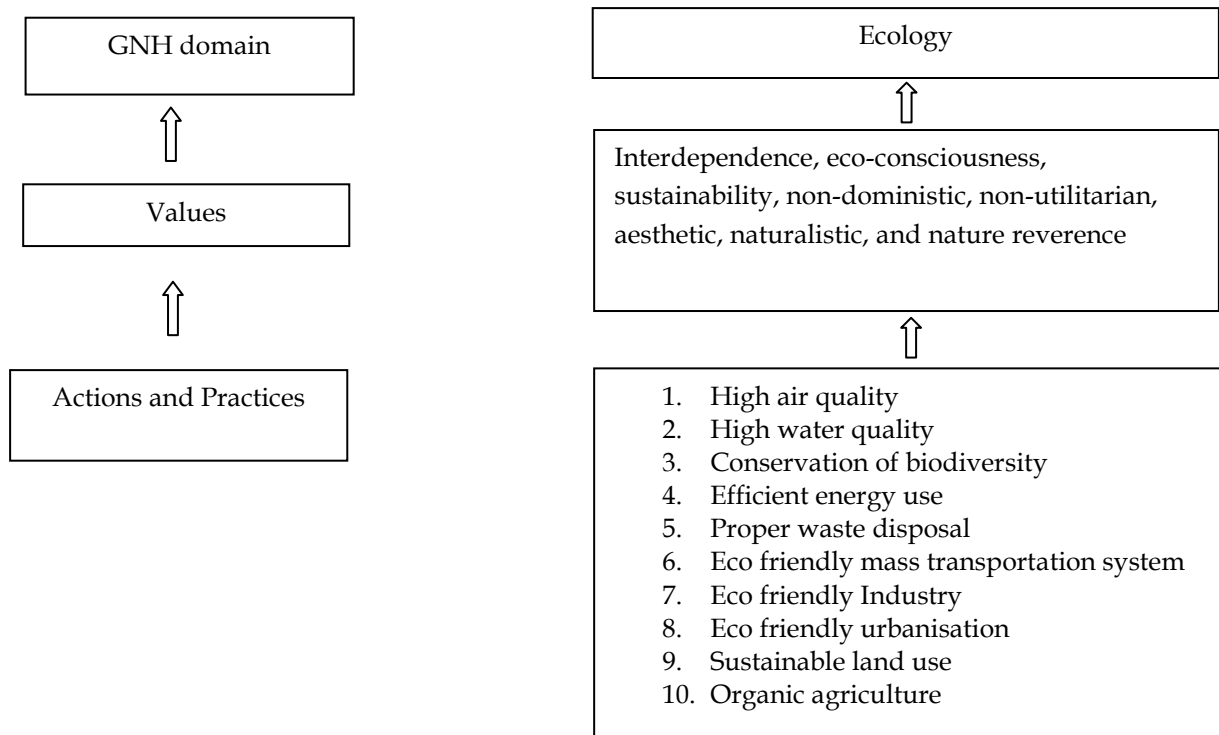 GNH domain
Values
Actions and Practices
Ecology
Interdependence, eco-consciousness,
sustainability, non-doministic, non-utilitarian,
aesthetic, naturalistic, and nature reverence
1. High air quality
2. High water quality
3. Conservation of biodiversity
4. Efficient energy use
5. Proper waste disposal
6. Eco friendly mass transportation system
7. Eco friendly Industry
8. Eco friendly urbanisation
9. Sustainable land use
10. Organic agriculture